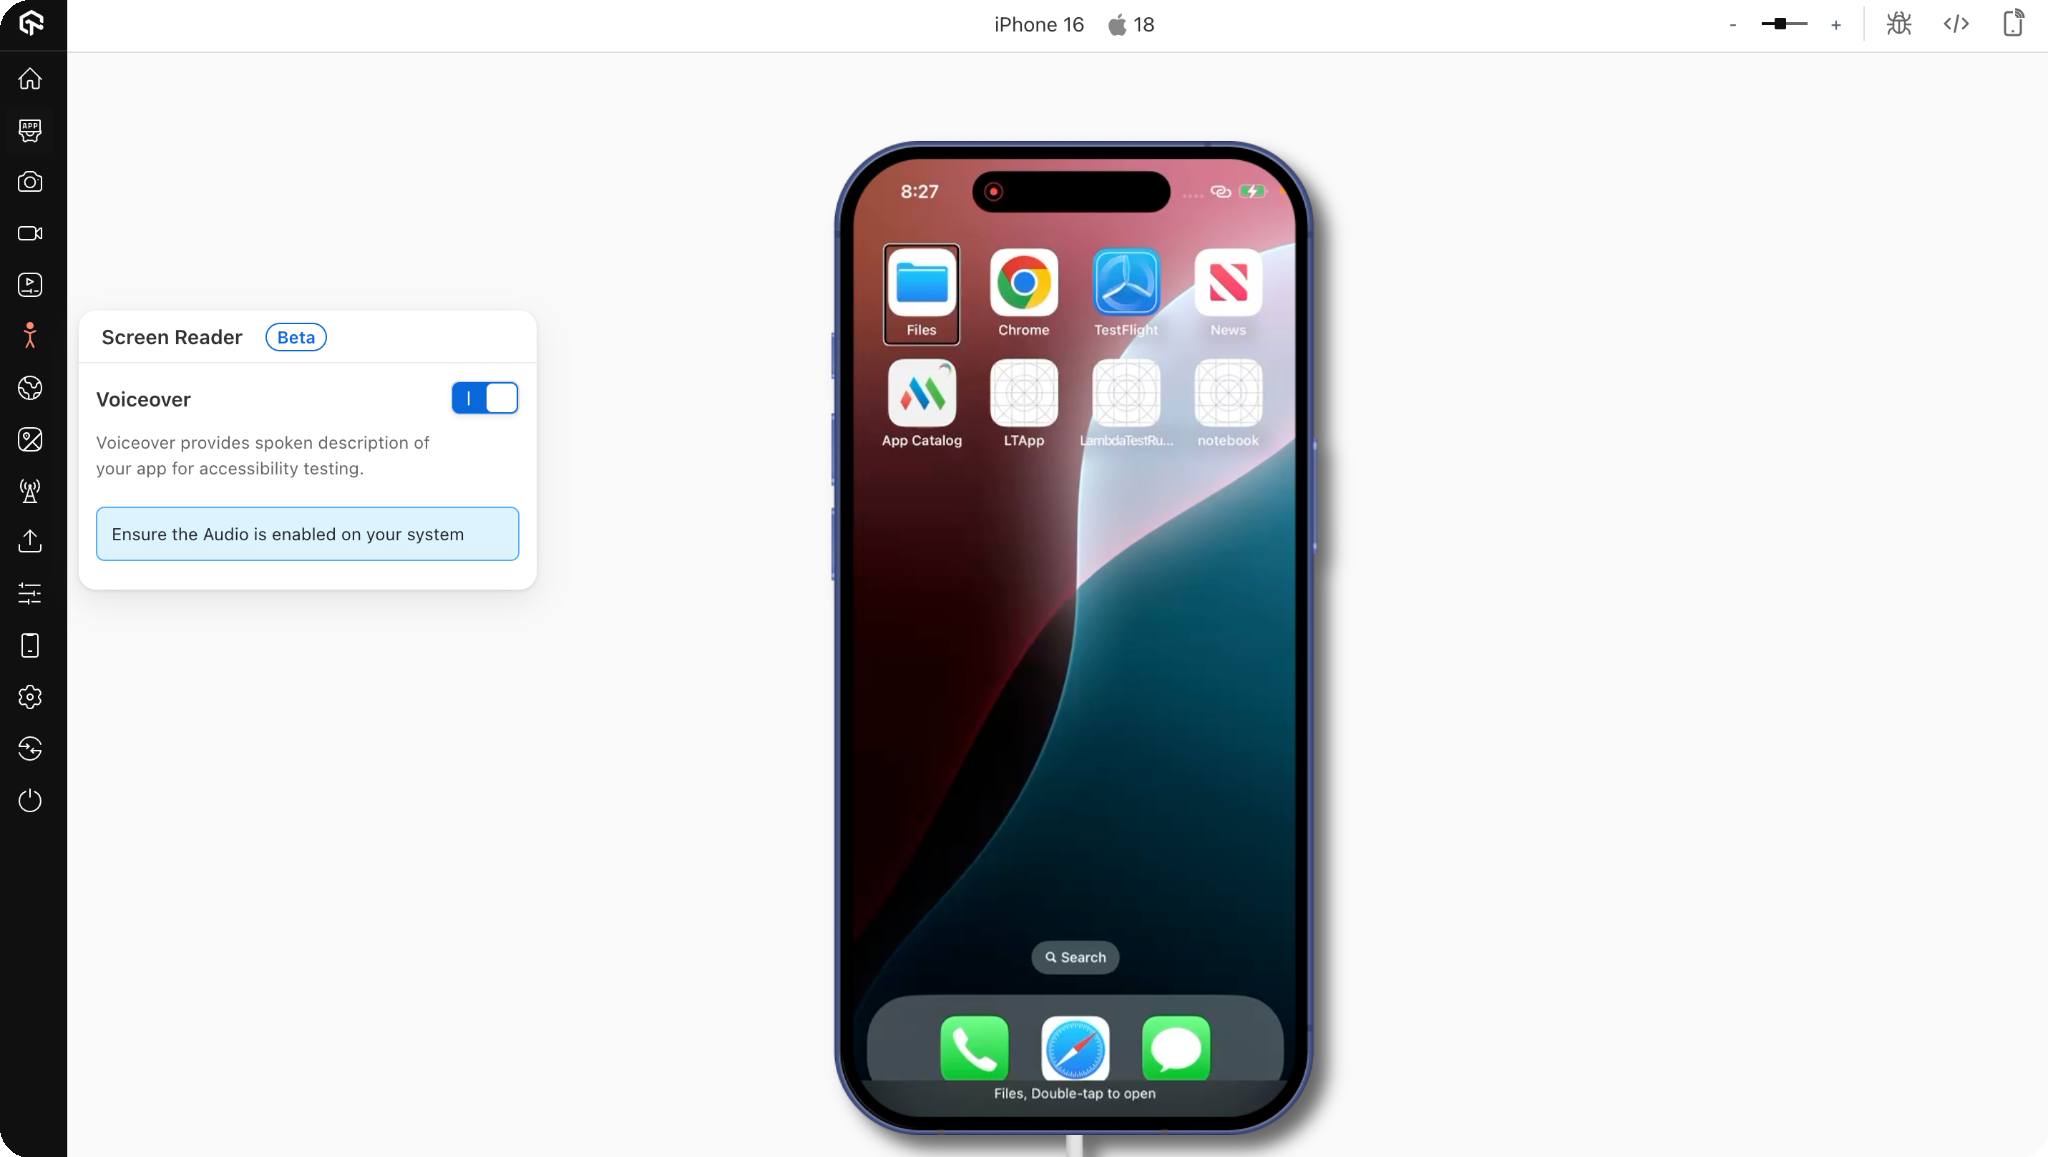 iPhone 16 18
- +
APP
Screen Reader Beta
Voiceover
Voiceover provides spoken description of
your app for accessibility testing.
Ensure the Audio is enabled on your system
8:27
Files Chrome TestFlight News
App Catalog LTApp LambdaTestRu... notebook
Search
Files, Double-tap to open